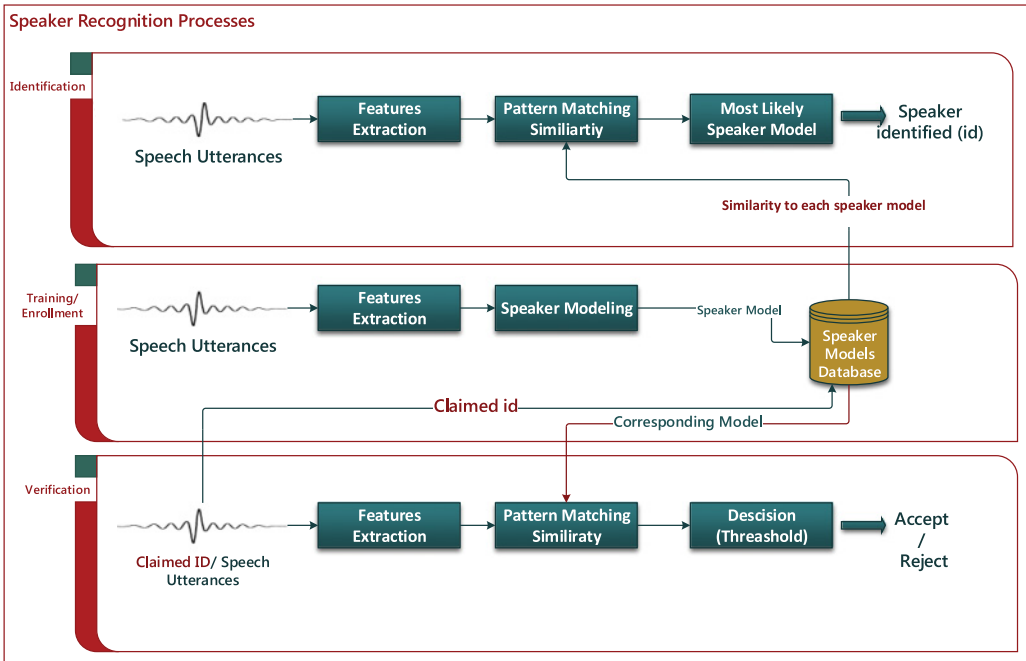 Speaker Recognition Processes
Identification
Speech Utterances
Features
Extraction
Pattern Matching
Similiartiy
Most Likely
Speaker Model
Speaker
identified (id)
Similarity to each speaker model
Training/
Enrollment
Speech Utterances
Features
Extraction
Speaker Modeling
Speaker Model
Speaker
Models
Database
Claimed id
Corresponding Model
Verification
Claimed ID/ Speech
Utterances
Features
Extraction
Pattern Matching
Similiraty
Descision
(Threashold)
Accept
/
Reject